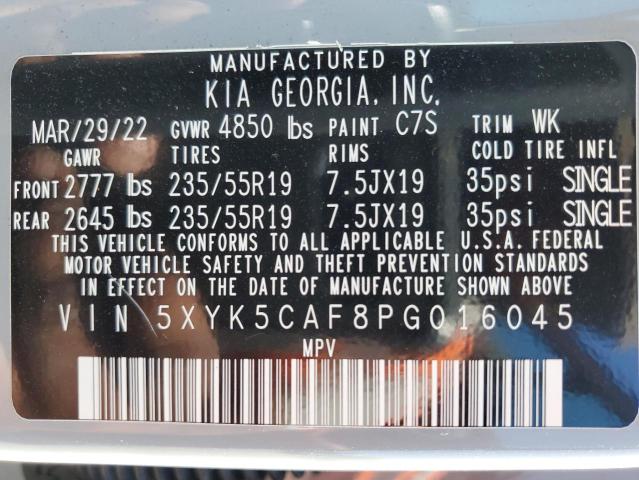 MANUFACTURED BY
KIA GEORGIA, INC.
MAR/29/22 GVWR 4850 lbs PAINT C7S TRIM WK
GAWR TIRES RIMS COLD TIRE INFL
FRONT 2777 lbs 235/55R19 7.5JX19 35psi SINGLE
REAR 2645 lbs 235/55R19 7.5JX19 35psi SINGLE
THIS VEHICLE CONFORMS TO ALL APPLICABLE U.S.A. FEDERAL
MOTOR VEHICLE SAFETY AND THEFT PREVENTION STANDARDS
IN EFFECT ON THE DATE OF MANUFACTURE SHOWN ABOVE
VIN 5XYK5CAF8PG016045
MPV